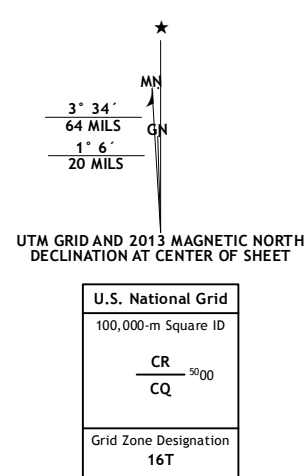 ★
MN
3° 34´
64 MILS
GN
1° 6´
20 MILS
UTM GRID AND 2013 MAGNETIC NORTH
DECLINATION AT CENTER OF SHEET
U.S. National Grid
100,000-m Square ID
CR
5000
CQ
Grid Zone Designation
16T